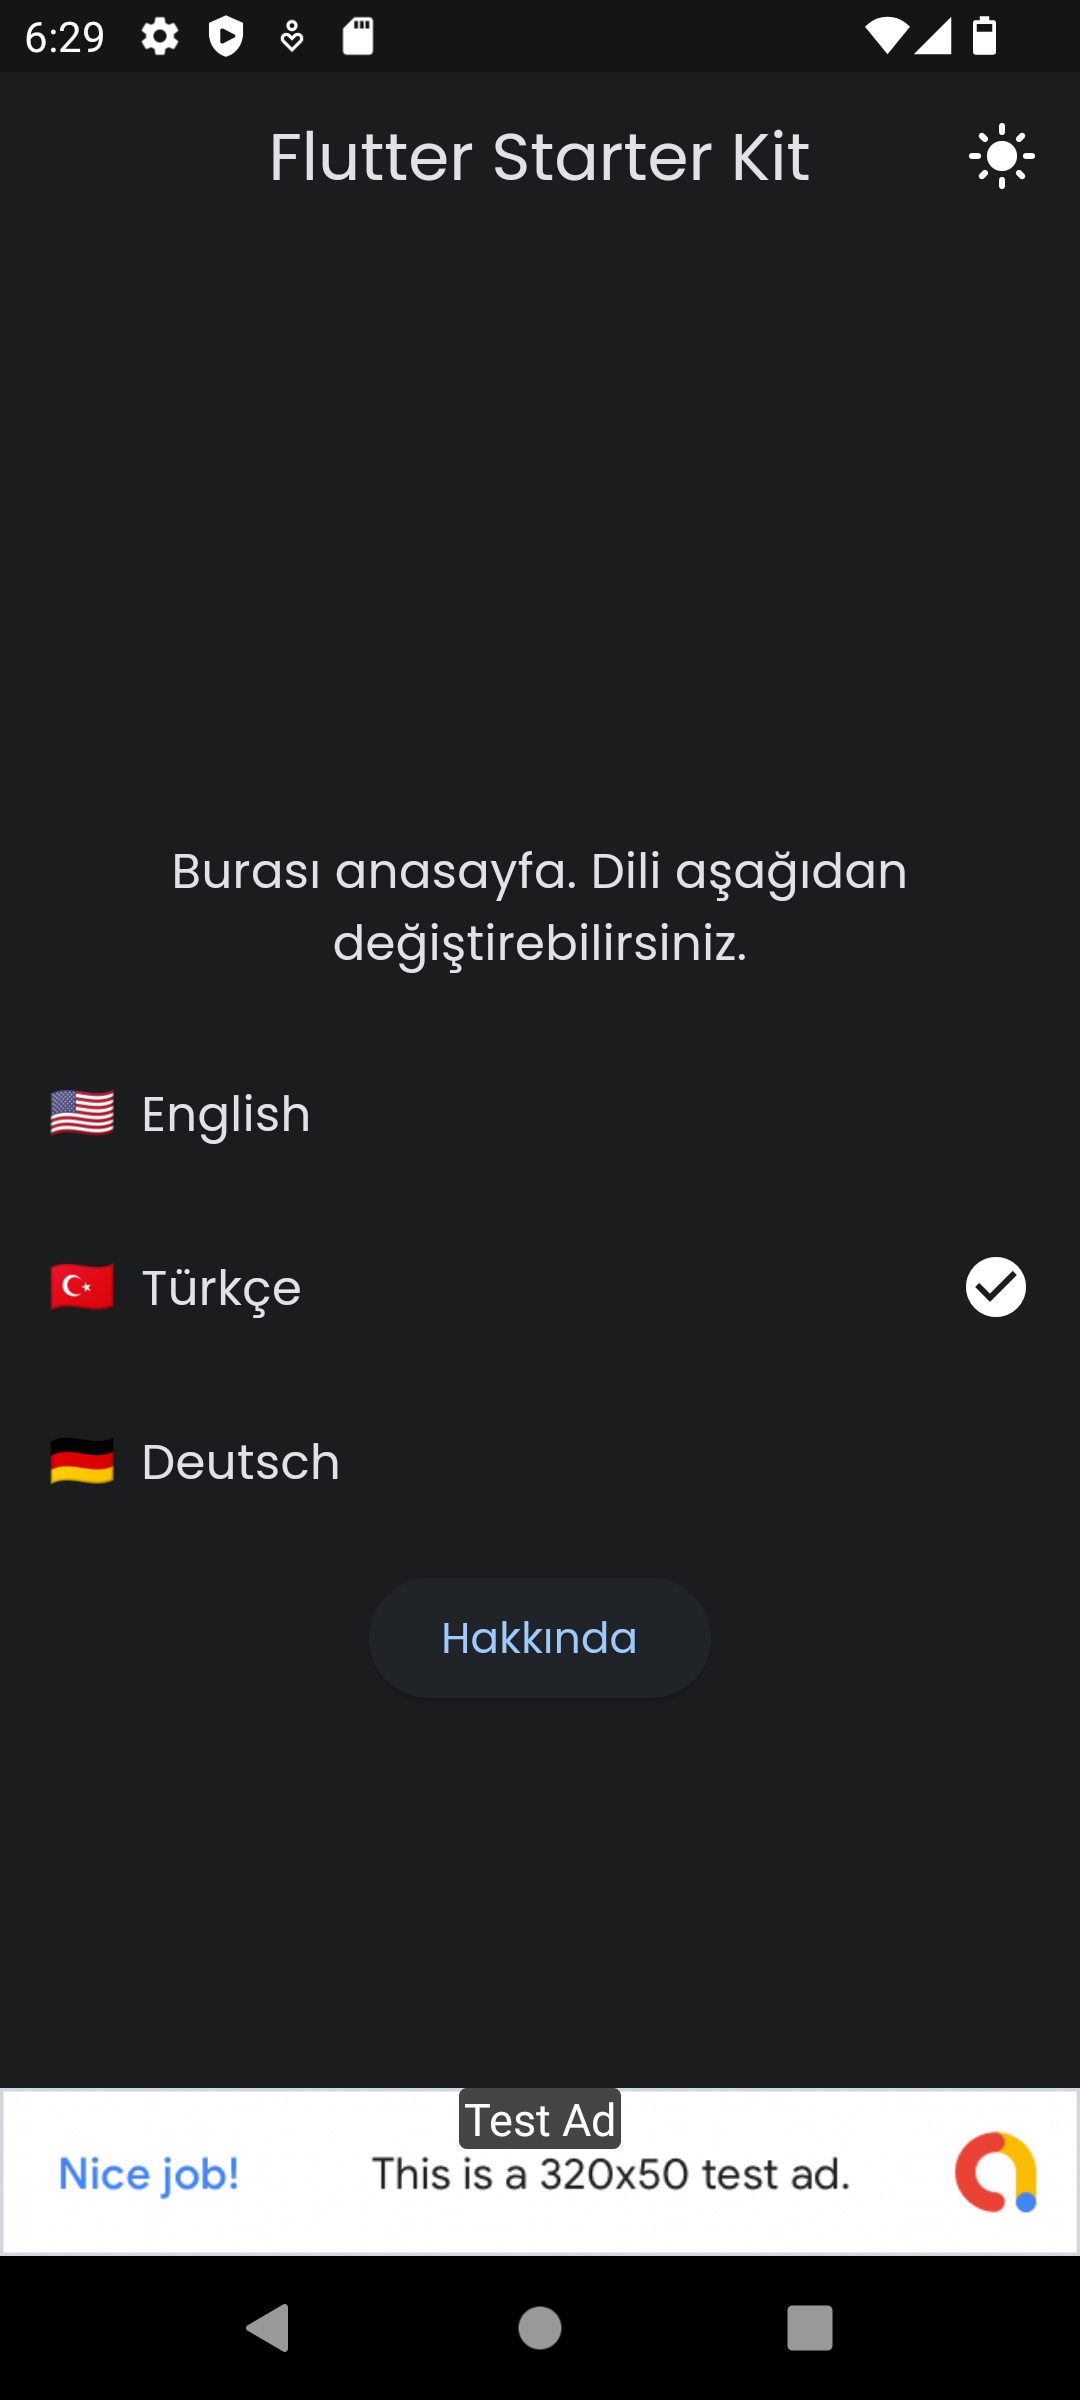 6:29
Flutter Starter Kit
Burası anasayfa. Dili aşağıdan
değiştirebilirsiniz.
English
Türkçe
Deutsch
Hakkında
Test Ad
Nice job! This is a 320x50 test ad.